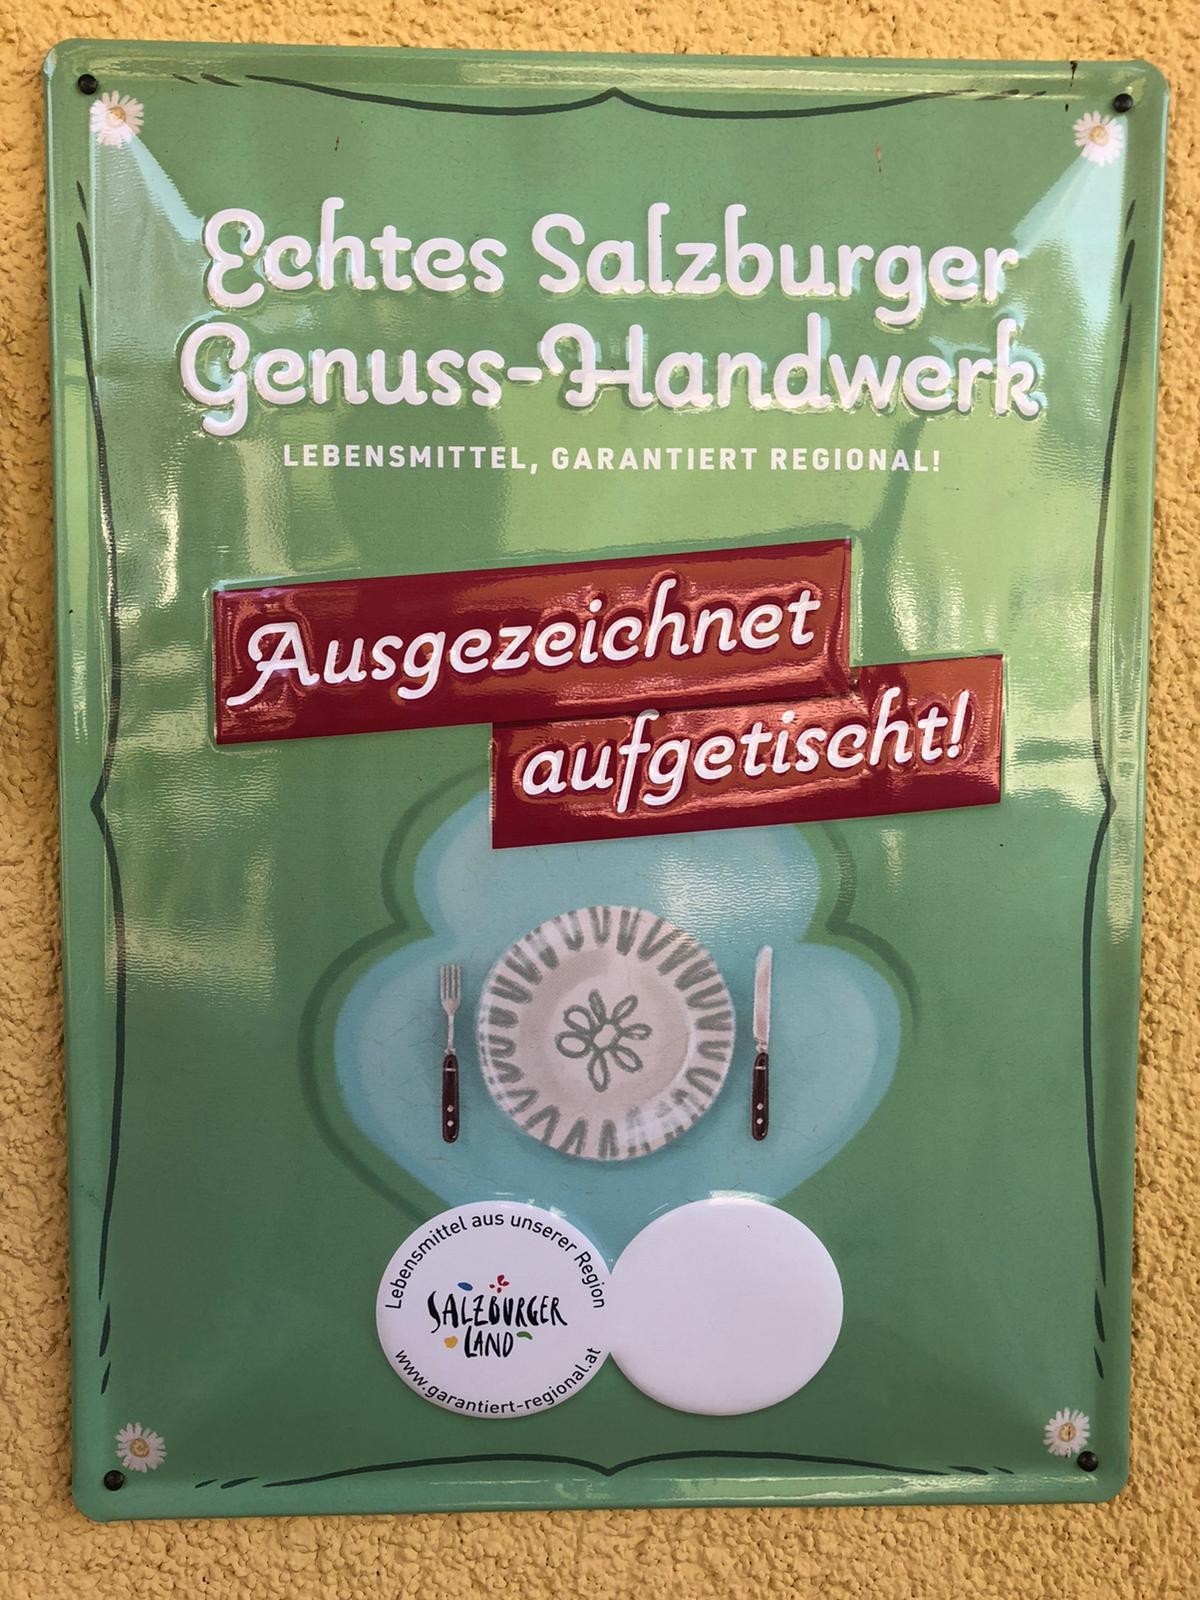 Echtes Salzburger
Genuss-Handwerk
LEBENSMITTEL, GARANTIERT REGIONAL!
Ausgezeichnet
aufgetischt!
Lebensmittel aus unserer Region
SALZBURGER
LAND
www.garantiert-regional.at